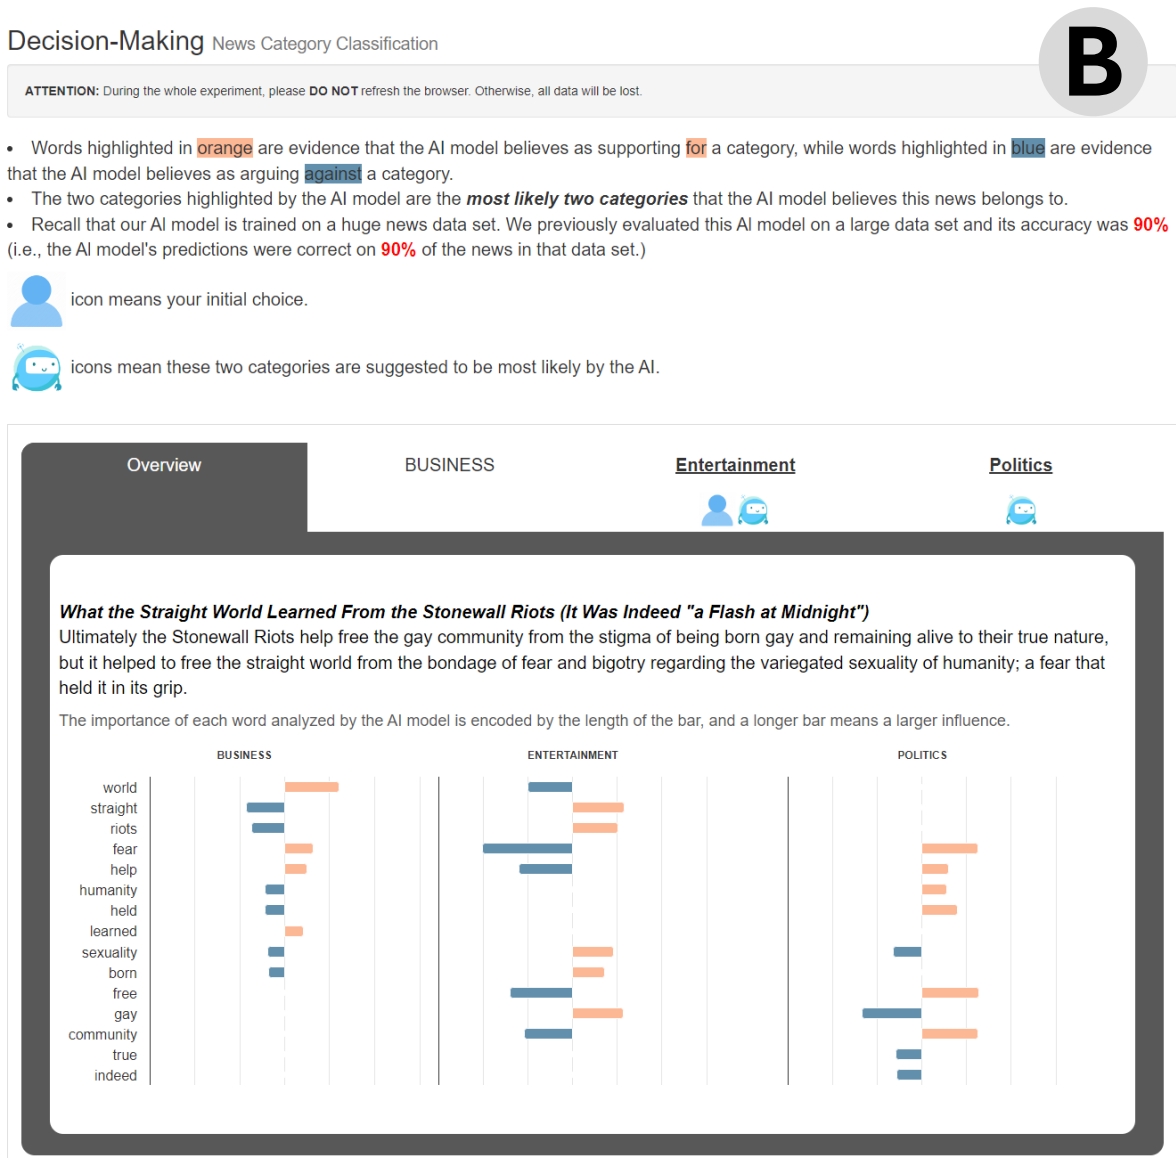 Decision-Making News Category Classification
B
ATTENTION: During the whole experiment, please DO NOT refresh the browser. Otherwise, all data will be lost.
• Words highlighted in orange are evidence that the AI model believes as supporting for a category, while words highlighted in blue are evidence
that the AI model believes as arguing against a category.
• The two categories highlighted by the AI model are the most likely two categories that the AI model believes this news belongs to.
• Recall that our AI model is trained on a huge news data set. We previously evaluated this AI model on a large data set and its accuracy was 90%
(i.e., the AI model's predictions were correct on 90% of the news in that data set.)
icon means your initial choice.
icons mean these two categories are suggested to be most likely by the AI.
Overview BUSINESS Entertainment Politics
What the Straight World Learned From the Stonewall Riots (It Was Indeed "a Flash at Midnight")
Ultimately the Stonewall Riots help free the gay community from the stigma of being born gay and remaining alive to their true nature,
but it helped to free the straight world from the bondage of fear and bigotry regarding the variegated sexuality of humanity; a fear that
held it in its grip.
The importance of each word analyzed by the AI model is encoded by the length of the bar, and a longer bar means a larger influence.
BUSINESS ENTERTAINMENT POLITICS
world
straight
riots
fear
help
humanity
held
learned
sexuality
born
free
gay
community
true
indeed